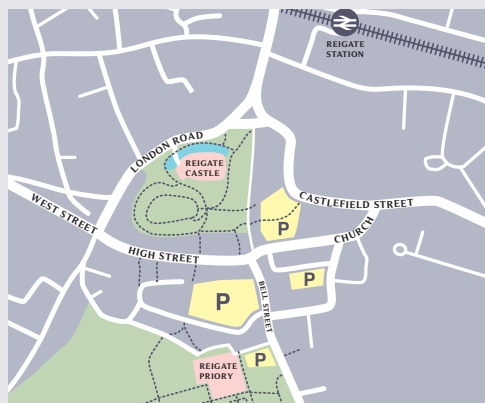 REIGATE
STATION
LONDON ROAD
REIGATE
CASTLE
WEST STREET
CASTLEFIELD STREET
P
CHURCH
HIGH STREET
P
P
BELL STREET
P
REIGATE
PRIORY